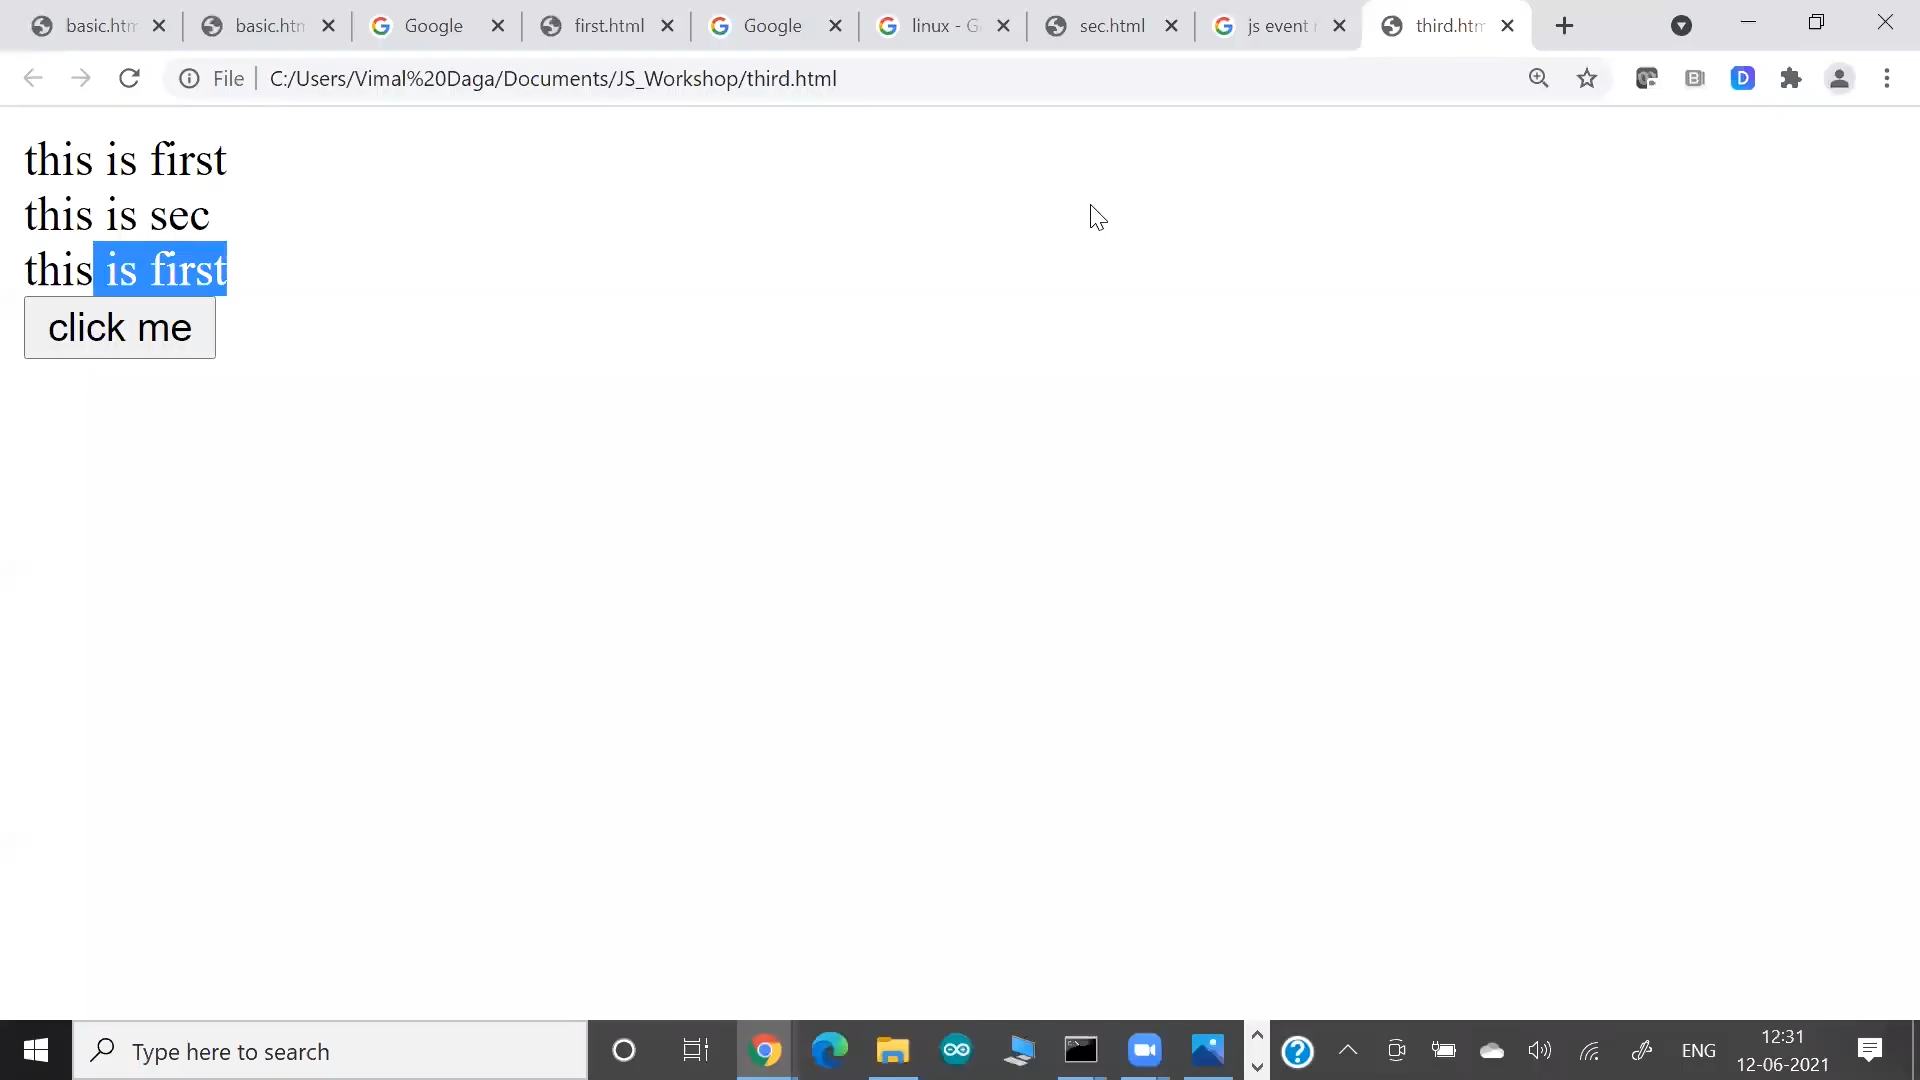 basic.htm
basic.htm
Google
first.html
Google
linux - G
sec.html
js event
third.htm
File
C:/Users/Vimal%20Daga/Documents/JS_Workshop/third.html
D
this is first
this is sec
this is first
click me
Type here to search
ENG
12:31
12-06-2021